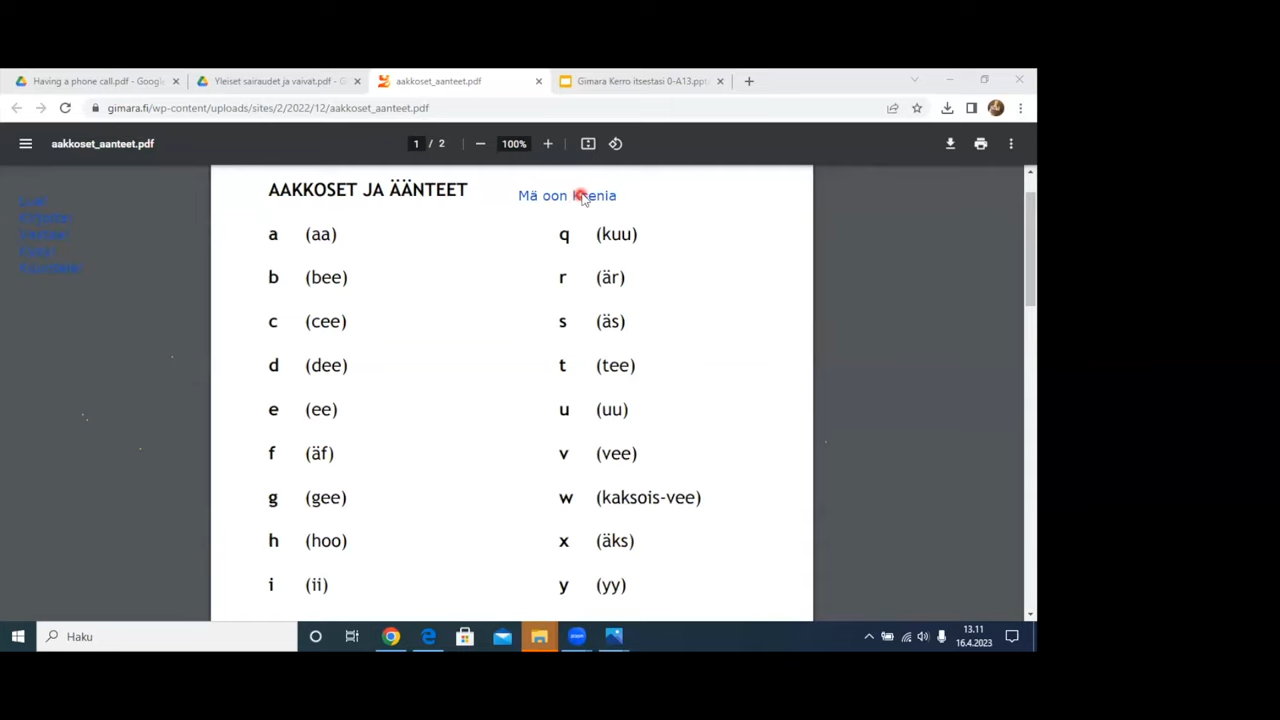 Having a phone call.pdf - Google
Yleiset sairaudet ja vaivat.pdf - G
aakkoset_aanteet.pdf
Gimara Kerro itsestasi 0-A13.ppt
gimara.fi/wp-content/uploads/sites/2/2022/12/aakkoset_aanteet.pdf
aakkoset_aanteet.pdf
1 / 2
100%
AAKKOSET JA ÄÄNTEET
Mä oon
a (aa)
b (bee)
c (cee)
d (dee)
e (ee)
f (äf)
g (gee)
h (hoo)
i (ii)
q (kuu)
r (är)
s (äs)
t (tee)
u (uu)
v (vee)
w (kaksois-vee)
x (äks)
y (yy)
Haku
zoom
13.11
16.4.2023